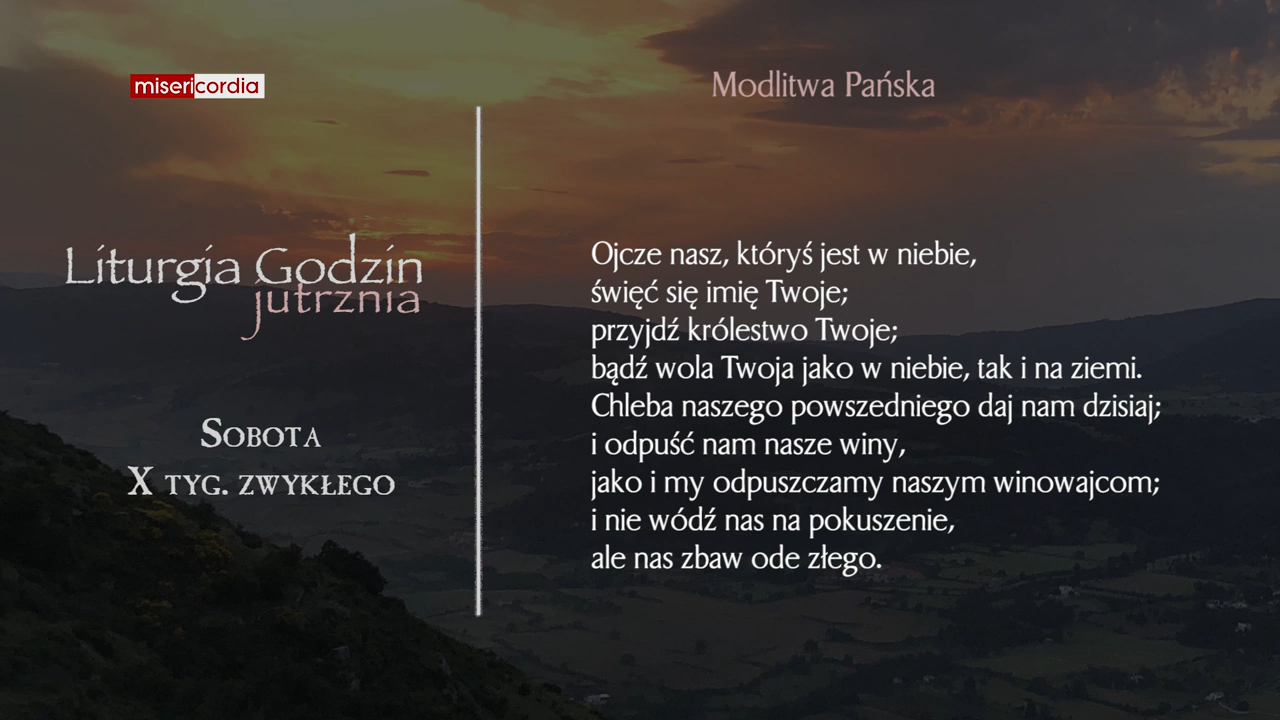 misericordia
Liturgia Godzin
jutrznia
Sobota
X tyg. zwykłego
Modlitwa Pańska
Ojcze nasz, któryś jest w niebie,
święć się imię Twoje;
przyjdź królestwo Twoje;
bądź wola Twoja jako w niebie, tak i na ziemi.
Chleba naszego powszedniego daj nam dzisiaj;
i odpuść nam nasze winy,
jako i my odpuszczamy naszym winowajcom;
i nie wódź nas na pokuszenie,
ale nas zbaw ode złego.